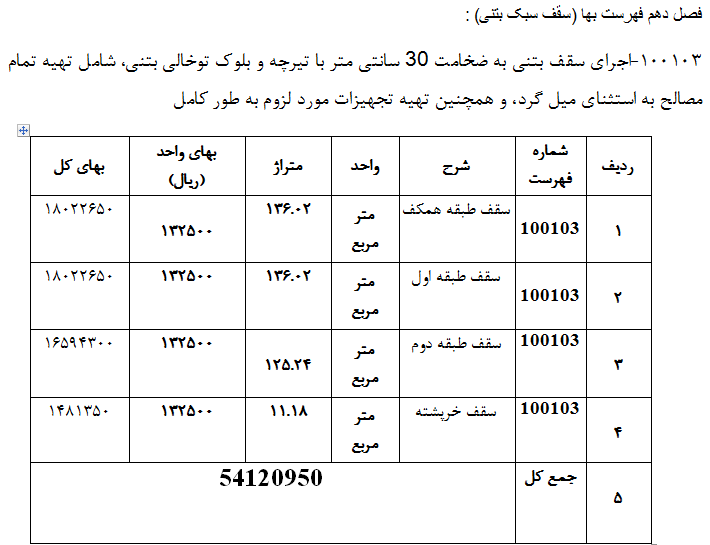 فصل دهم فهرست بها (سقف سبک بتنی) :
۱۰۰۱۰۳-اجرای سقف بتنی به ضخامت 30 سانتی متر با تیرچه و بلوک توخالی بتنی، شامل تهیه تمام
مصالح به استثنای میل گرد، و همچنین تهیه تجهیزات مورد لزوم به طور کامل
ردیف شماره فهرست شرح واحد متراژ بهای واحد (ریال) بهای کل
۱ 100103 سقف طبقه همکف متر مربع ۱۳۶.۰۲ ۱۳۲۵۰۰ ۱۸۰۲۲۶۵۰
۲ 100103 سقف طبقه اول متر مربع ۱۳۶.۰۲ ۱۳۲۵۰۰ ۱۸۰۲۲۶۵۰
۳ 100103 سقف طبقه دوم متر مربع ۱۲۵.۲۴ ۱۳۲۵۰۰ ۱۶۵۹۴۳۰۰
۴ 100103 سقف خرپشته متر مربع ۱۱.۱۸ ۱۳۲۵۰۰ ۱۴۸۱۳۵۰
۵ جمع کل 54120950